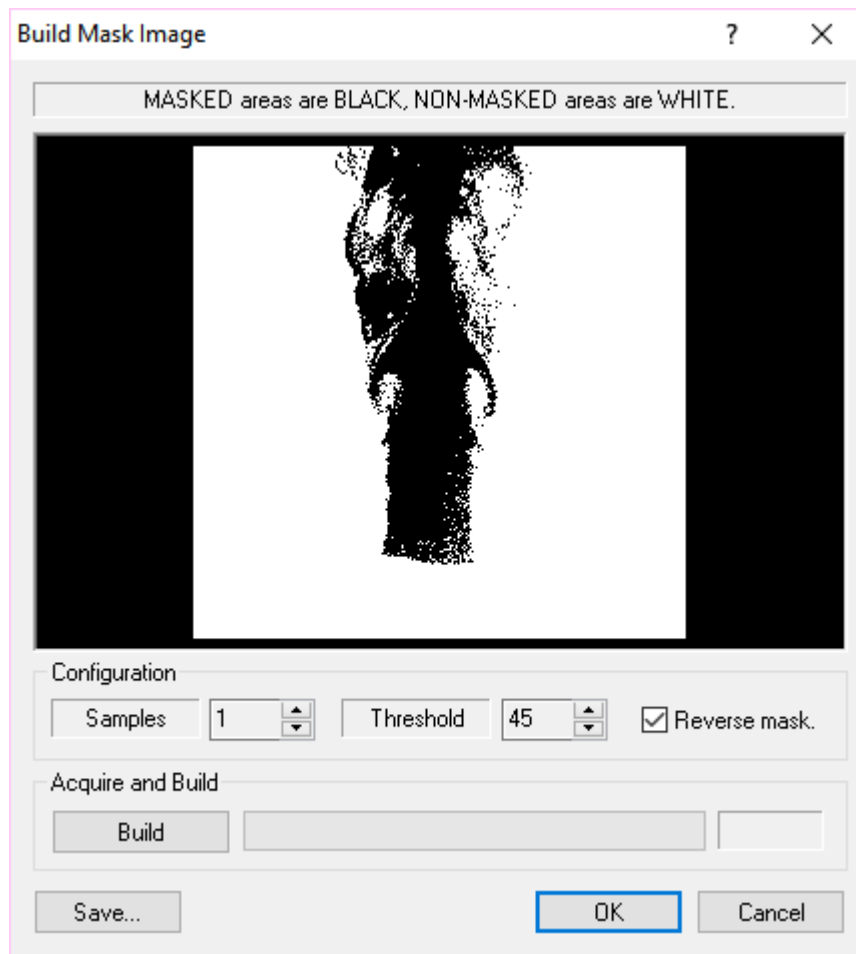 Build Mask Image ?
MASKED areas are BLACK, NON-MASKED areas are WHITE.
Configuration
Samples 1 Threshold 45 Reverse mask.
Acquire and Build
Build
Save... OK Cancel